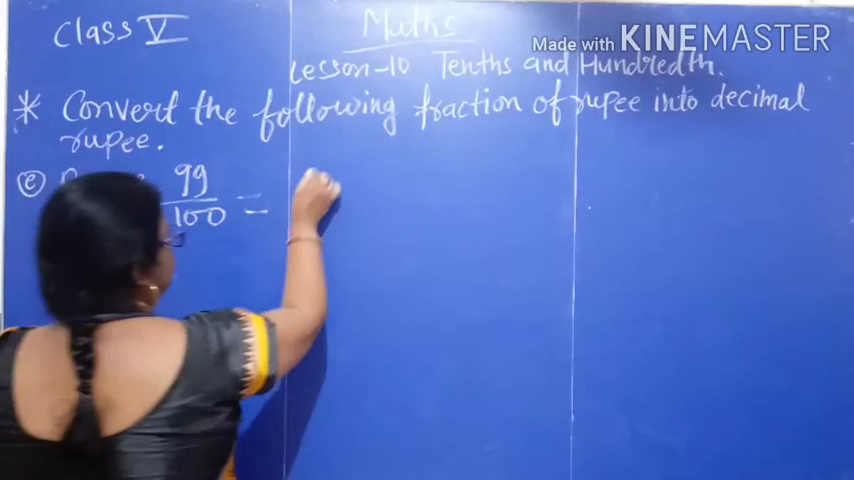 Class V
Maths
Made with KINEMASTER
Lesson-10 Tenths and Hundredth.
* Convert the following fraction of rupee into decimal
rupee.
(e) 99/100 =